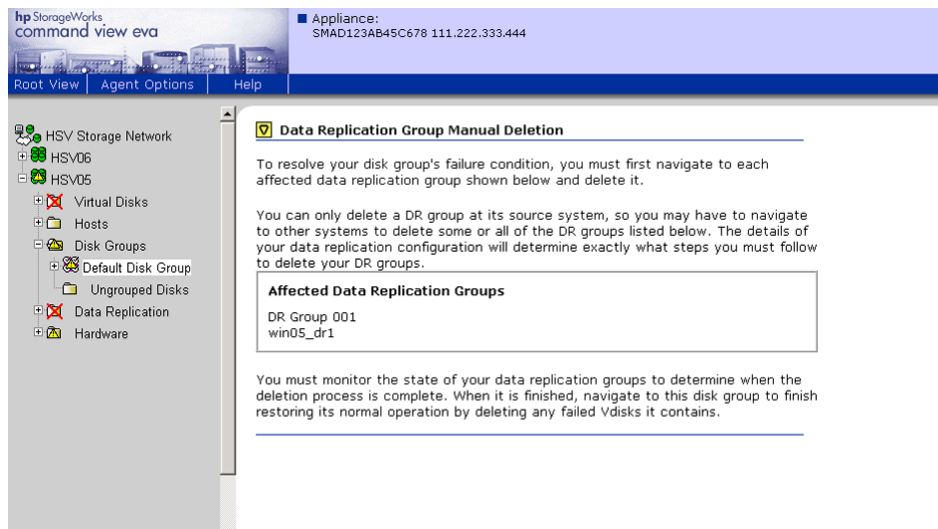 hp StorageWorks
command view eva
Appliance:
SMAD123AB45C678 111.222.333.444
Root View Agent Options Help
HSV Storage Network
HSV06
HSV05
Virtual Disks
Hosts
Disk Groups
Default Disk Group
Ungrouped Disks
Data Replication
Hardware
Data Replication Group Manual Deletion
To resolve your disk group's failure condition, you must first navigate to each
affected data replication group shown below and delete it.
You can only delete a DR group at its source system, so you may have to navigate
to other systems to delete some or all of the DR groups listed below. The details of
your data replication configuration will determine exactly what steps you must follow
to delete your DR groups.
Affected Data Replication Groups
DR Group 001
win05_dr1
You must monitor the state of your data replication groups to determine when the
deletion process is complete. When it is finished, navigate to this disk group to finish
restoring its normal operation by deleting any failed Vdisks it contains.